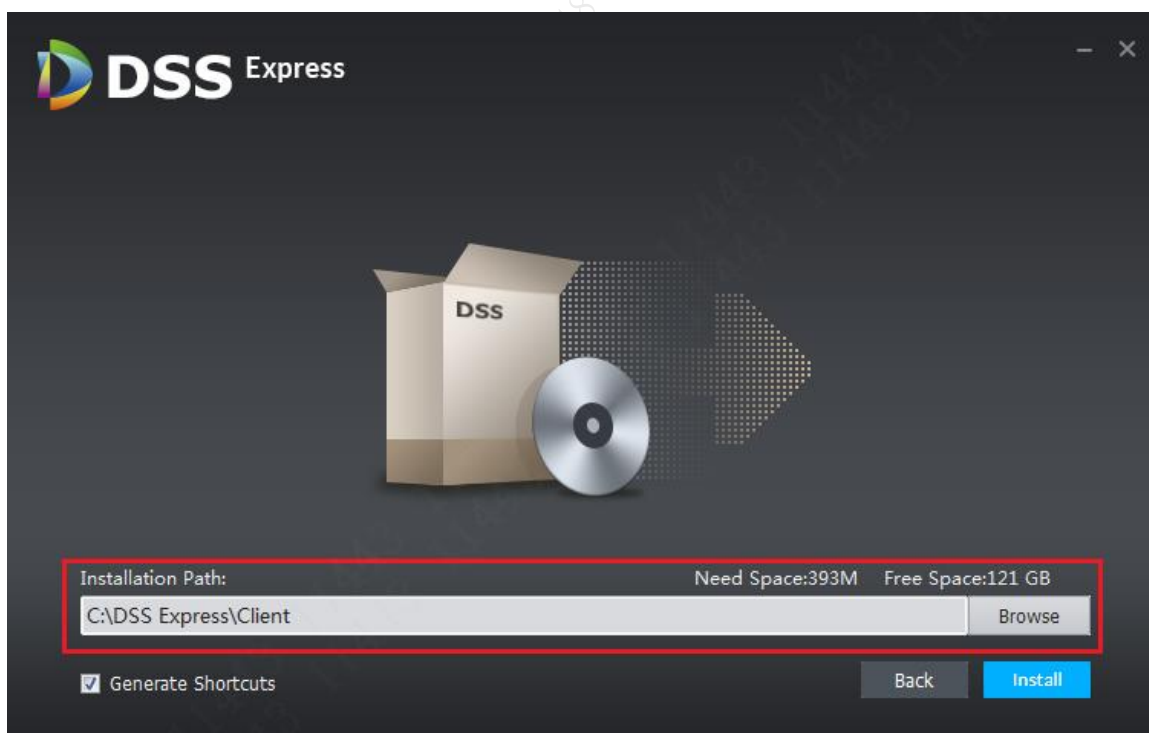 DSS Express
DSS
Installation Path: Need Space:393M Free Space:121 GB
C:\DSS Express\Client Browse
Generate Shortcuts Back Install